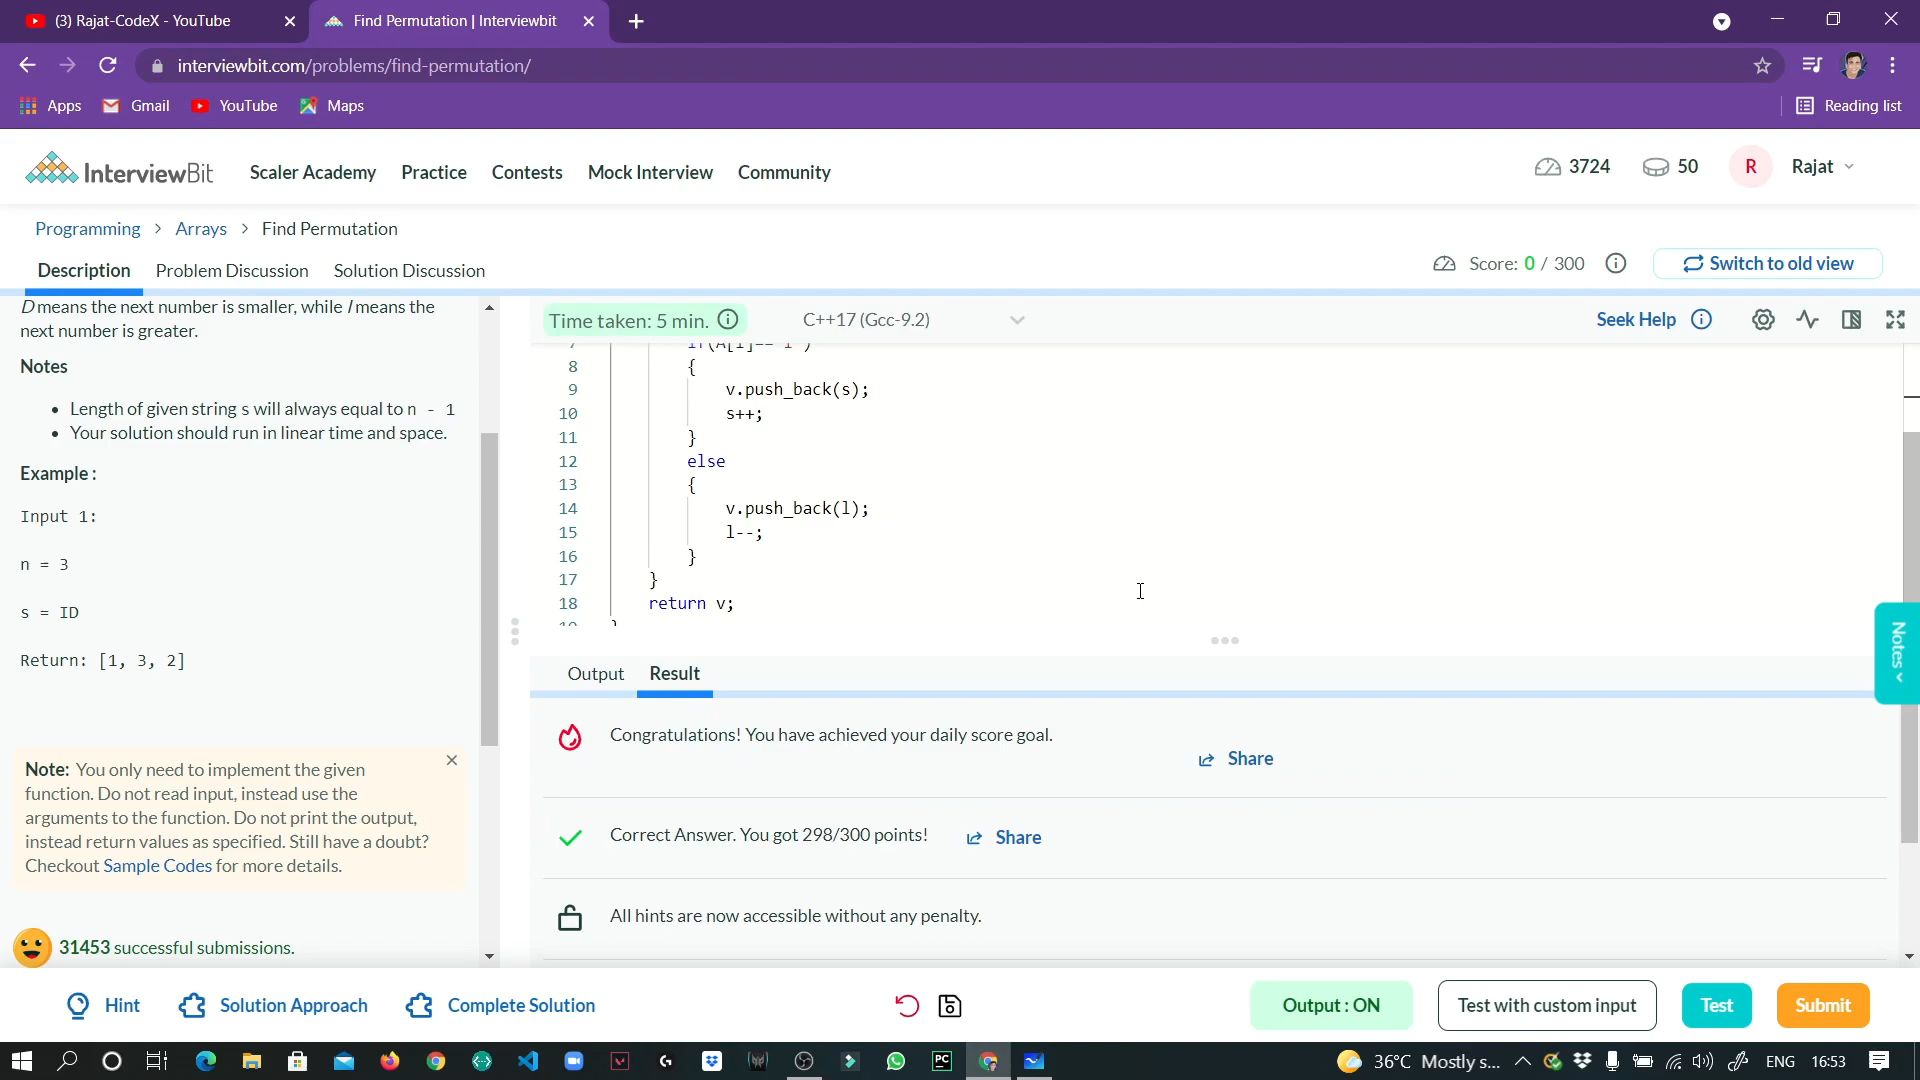 (3) Rajat-CodeX - YouTube
Find Permutation | Interviewbit
interviewbit.com/problems/find-permutation/
Apps
Gmail
YouTube
Maps
Reading list
InterviewBit
Scaler Academy
Practice
Contests
Mock Interview
Community
3724
50
R
Rajat
Programming > Arrays > Find Permutation
Description
Problem Discussion
Solution Discussion
Score: 0 / 300
Switch to old view
D means the next number is smaller, while I means the
next number is greater.
Notes
• Length of given string s will always equal to n - 1
• Your solution should run in linear time and space.
Example :
Input 1:
n = 3
s = ID
Return: [1, 3, 2]
Note: You only need to implement the given
function. Do not read input, instead use the
arguments to the function. Do not print the output,
instead return values as specified. Still have a doubt?
Checkout Sample Codes for more details.
31453 successful submissions.
Time taken: 5 min.
C++17 (Gcc-9.2)
Seek Help
8 {
9 v.push_back(s);
10 s++;
11 }
12 else
13 {
14 v.push_back(l);
15 l--;
16 }
17 }
18 return v;
Notes
Output
Result
Congratulations! You have achieved your daily score goal.
Share
Correct Answer. You got 298/300 points!
Share
All hints are now accessible without any penalty.
Hint
Solution Approach
Complete Solution
Output : ON
Test with custom input
Test
Submit
PC
36°C Mostly s...
ENG
16:53